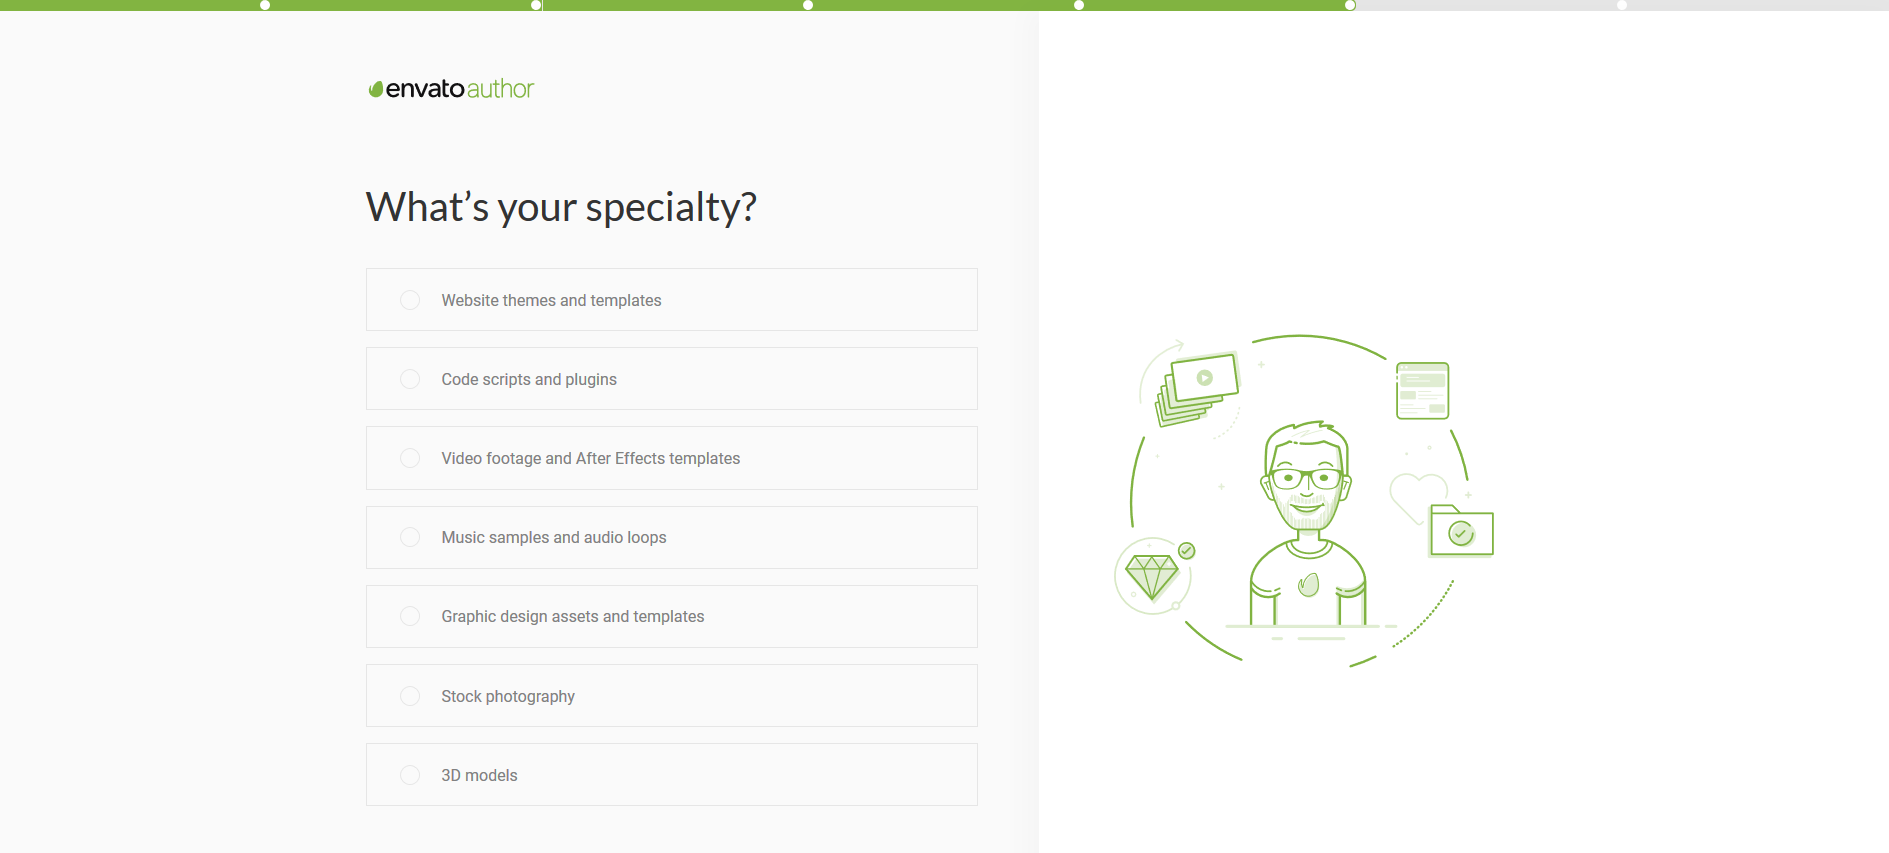 envato author
What’s your specialty?
Website themes and templates
Code scripts and plugins
Video footage and After Effects templates
Music samples and audio loops
Graphic design assets and templates
Stock photography
3D models